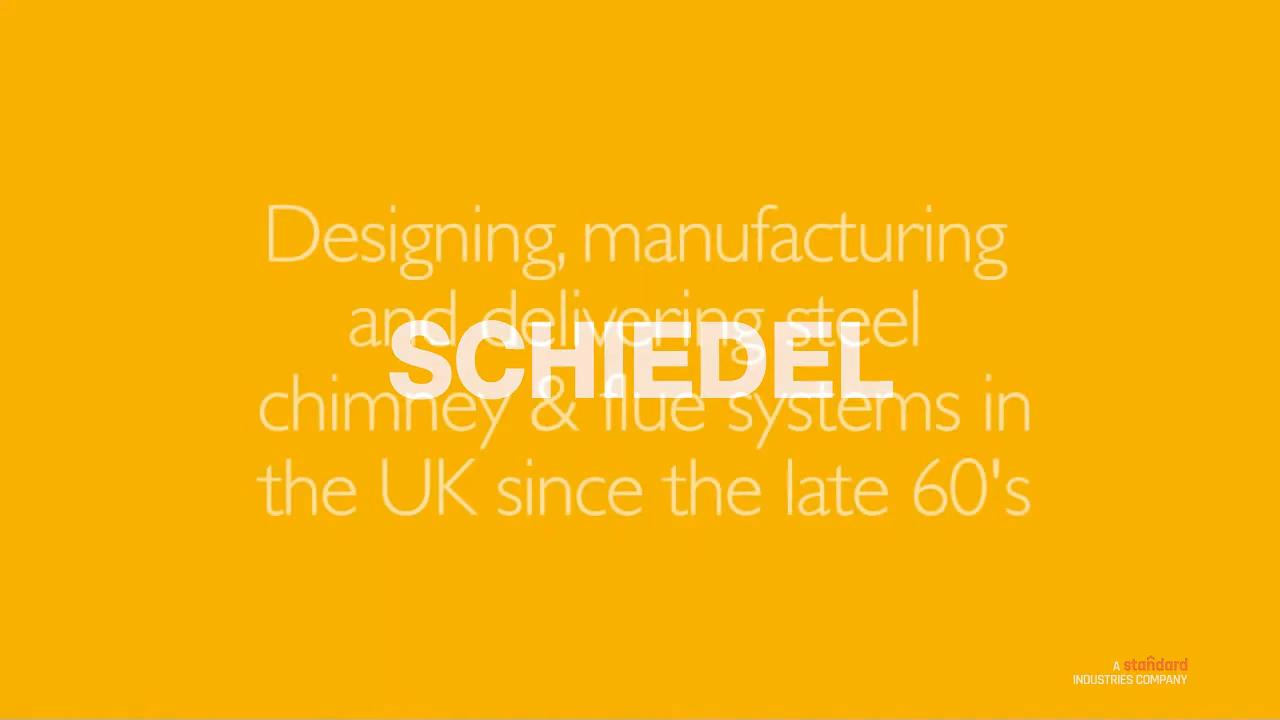 Designing, manufacturing
and delivering steel
SCHIEDEL
chimney & flue systems in
the UK since the late 60's
A standard
INDUSTRIES COMPANY